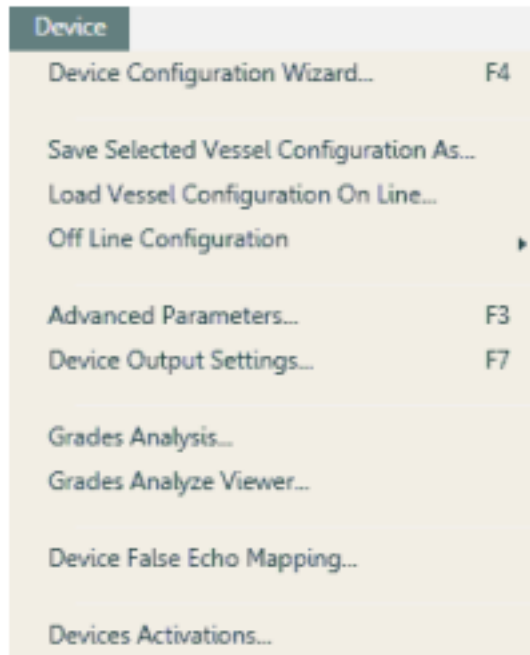 Device
Device Configuration Wizard... F4
Save Selected Vessel Configuration As...
Load Vessel Configuration On Line...
Off Line Configuration
Advanced Parameters... F3
Device Output Settings... F7
Grades Analysis...
Grades Analyze Viewer...
Device False Echo Mapping...
Devices Activations...